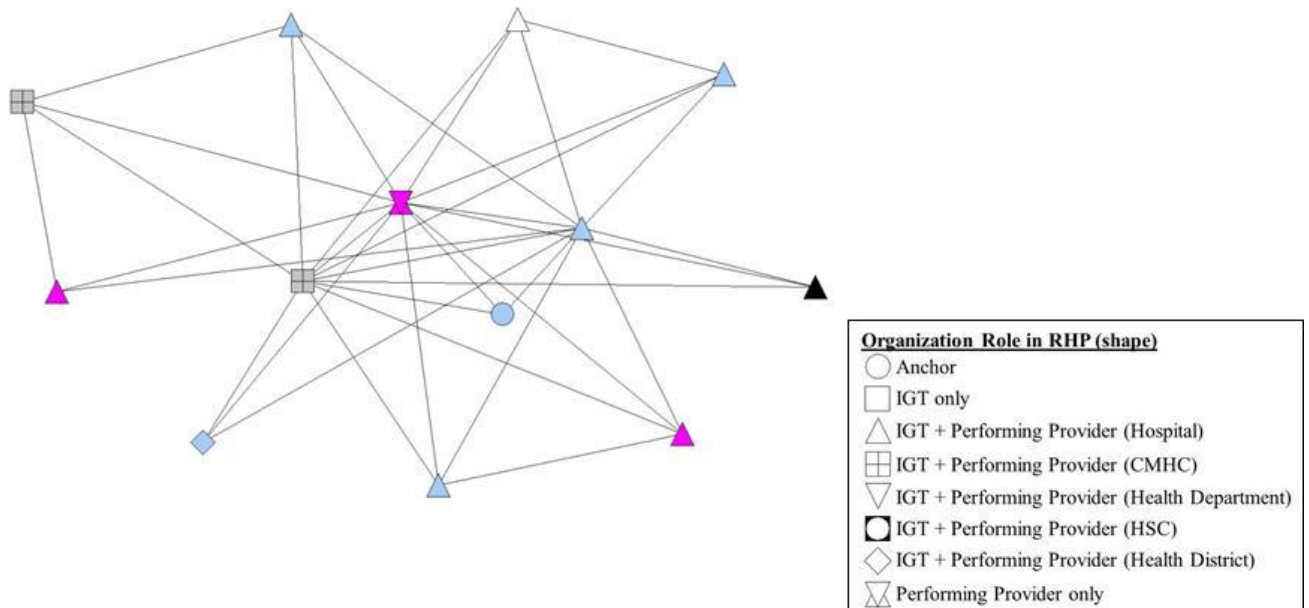 Organization Role in RHP (shape)
Anchor
IGT only
IGT + Performing Provider (Hospital)
IGT + Performing Provider (CMHC)
IGT + Performing Provider (Health Department)
IGT + Performing Provider (HSC)
IGT + Performing Provider (Health District)
Performing Provider only